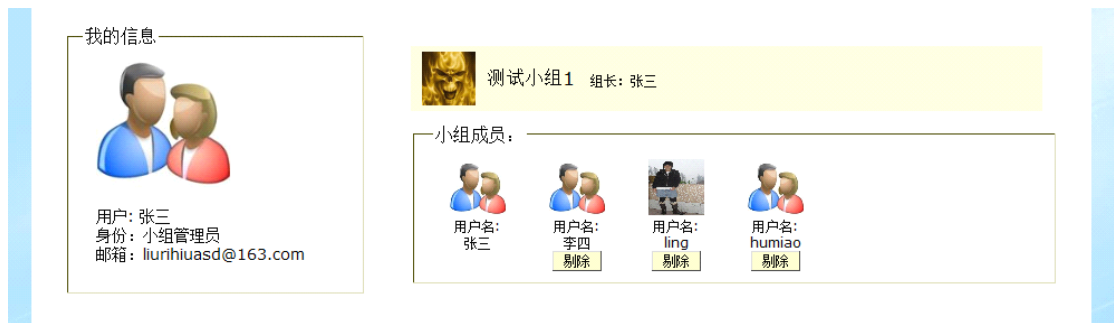 我的信息
用户: 张三
身份：小组管理员
邮箱：liurihiuasd@163.com
测试小组1 组长：张三
小组成员：
用户名：
张三
用户名：
李四
剔除
用户名：
ling
剔除
用户名：
humiao
剔除